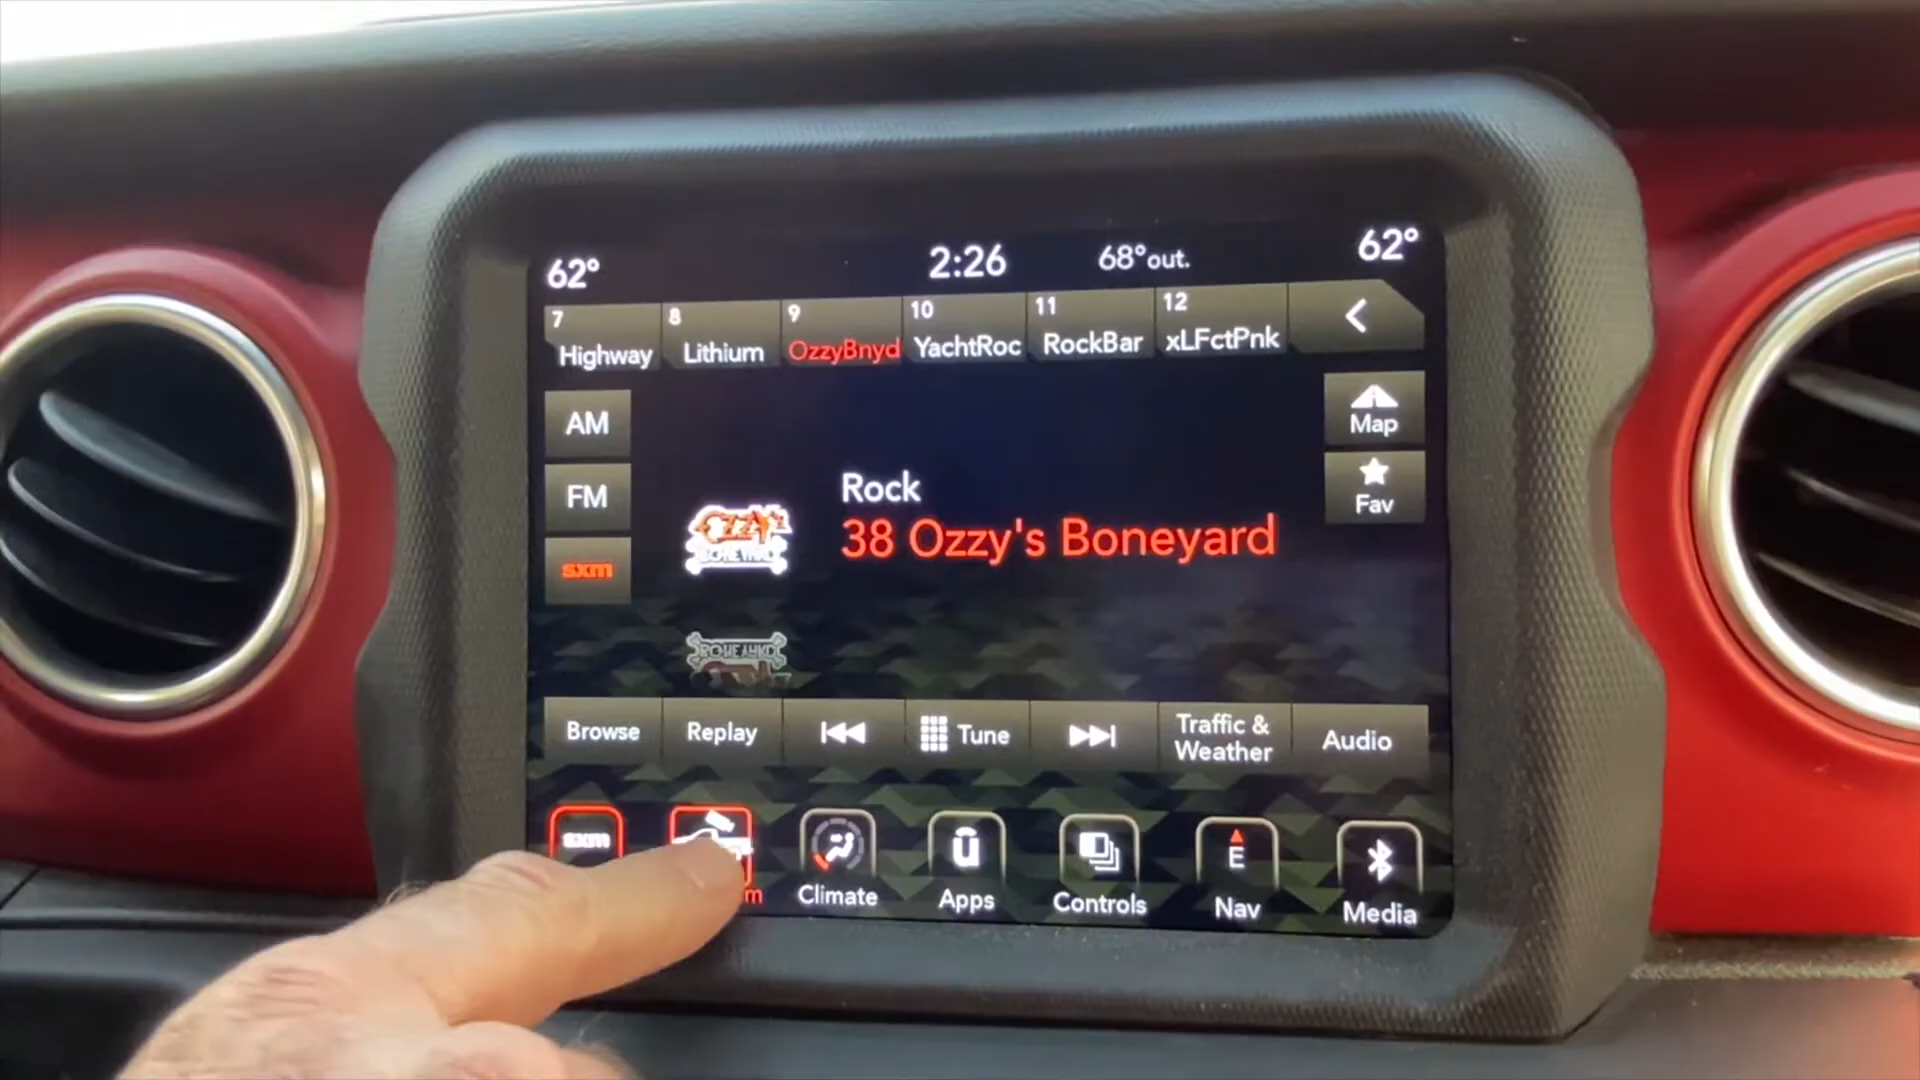 62° 2:26 68°out. 62°
7 8 9 10 11 12
Highway Lithium OzzyBnyd YachtRoc RockBar xLFctPnk
AM
Map
FM
Fav
sxm
Rock
38 Ozzy's Boneyard
OZZY'S
BONEYARD
Browse Replay Tune Traffic &
Weather Audio
sxm
E
Climate Apps Controls Nav Media